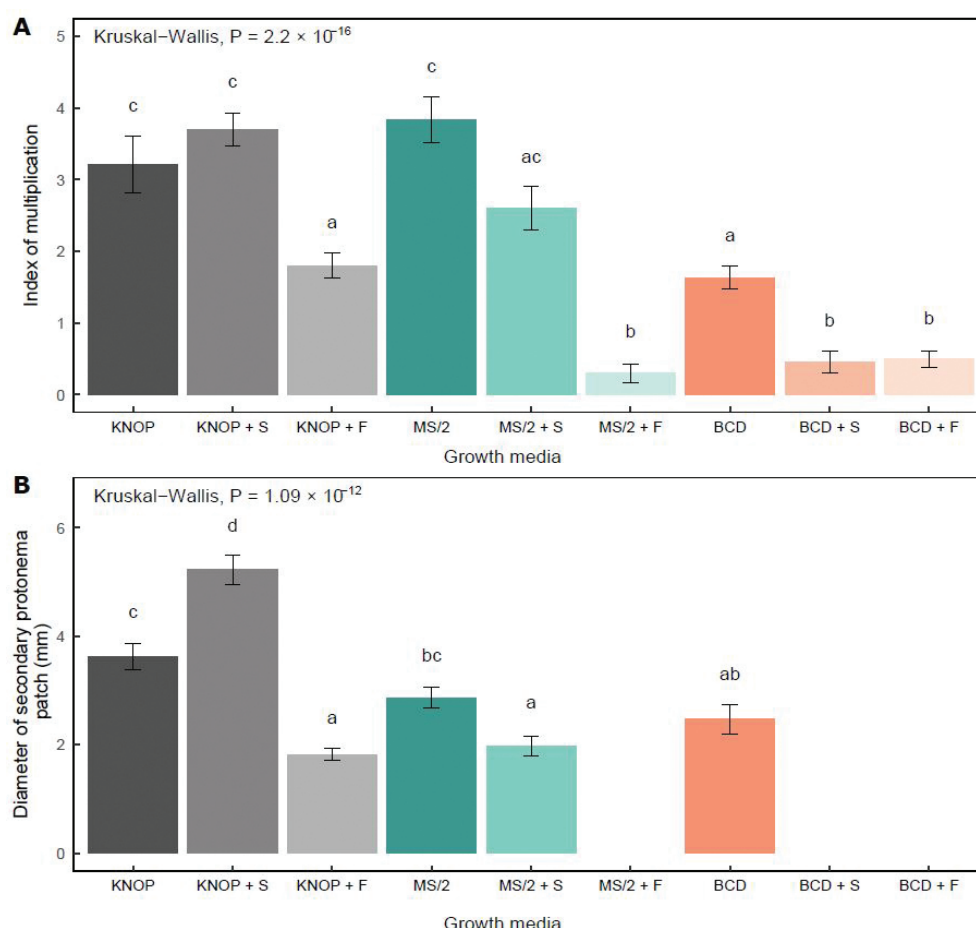 A
Kruskal−Wallis, P = 2.2 × 10⁻¹⁶
Index of multiplication
5
4
3
2
1
0
c
c
a
c
ac
b
a
b
b
KNOP
KNOP + S
KNOP + F
MS/2
MS/2 + S
MS/2 + F
BCD
BCD + S
BCD + F
Growth media
B
Kruskal−Wallis, P = 1.09 × 10⁻¹²
Diameter of secondary protonema
patch (mm)
6
4
2
0
c
d
a
bc
a
ab
KNOP
KNOP + S
KNOP + F
MS/2
MS/2 + S
MS/2 + F
BCD
BCD + S
BCD + F
Growth media